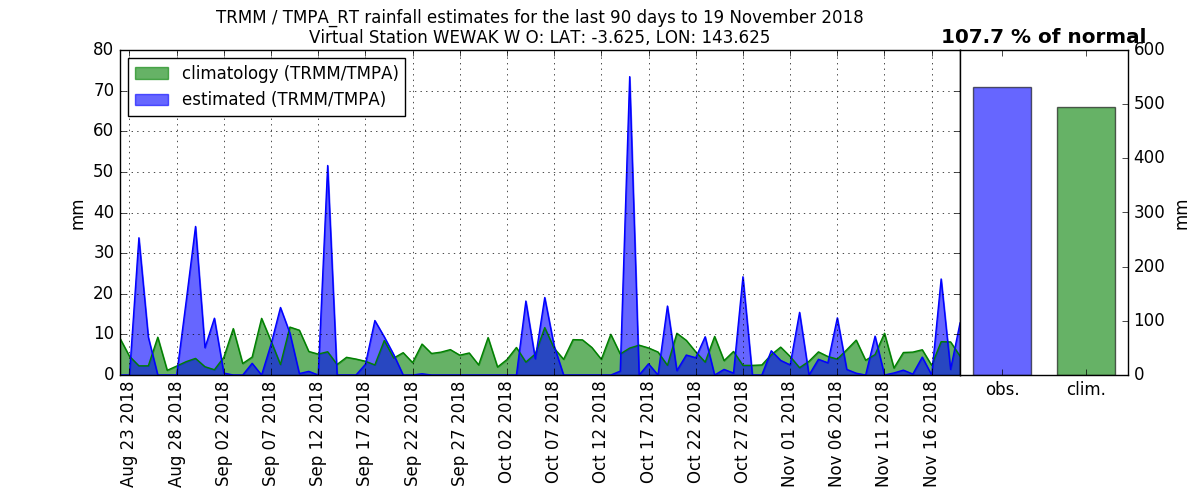 TRMM / TMPA_RT rainfall estimates for the last 90 days to 19 November 2018
Virtual Station WEWAK W O: LAT: -3.625, LON: 143.625
107.7 % of normal
climatology (TRMM/TMPA)
estimated (TRMM/TMPA)
80
70
60
50
40
30
20
10
0
mm
Aug 23 2018
Aug 28 2018
Sep 02 2018
Sep 07 2018
Sep 12 2018
Sep 17 2018
Sep 22 2018
Sep 27 2018
Oct 02 2018
Oct 07 2018
Oct 12 2018
Oct 17 2018
Oct 22 2018
Oct 27 2018
Nov 01 2018
Nov 06 2018
Nov 11 2018
Nov 16 2018
obs.
clim.
600
500
400
300
200
100
0
mm